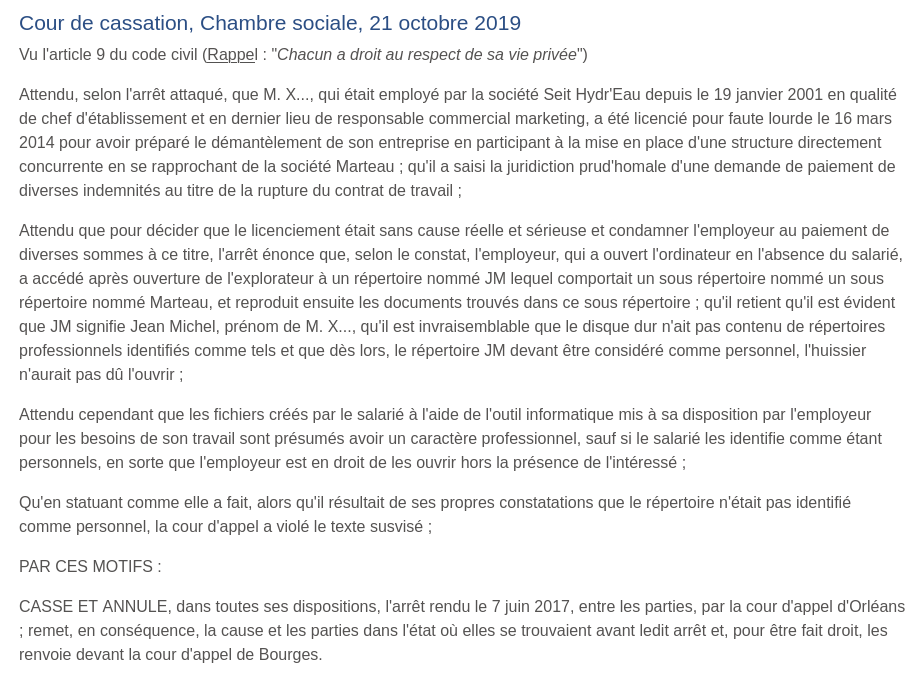 Cour de cassation, Chambre sociale, 21 octobre 2019
Vu l'article 9 du code civil (Rappel : "Chacun a droit au respect de sa vie privée")
Attendu, selon l'arrêt attaqué, que M. X..., qui était employé par la société Seit Hydr'Eau depuis le 19 janvier 2001 en qualité
de chef d'établissement et en dernier lieu de responsable commercial marketing, a été licencié pour faute lourde le 16 mars
2014 pour avoir préparé le démantèlement de son entreprise en participant à la mise en place d'une structure directement
concurrente en se rapprochant de la société Marteau ; qu'il a saisi la juridiction prud'homale d'une demande de paiement de
diverses indemnités au titre de la rupture du contrat de travail ;
Attendu que pour décider que le licenciement était sans cause réelle et sérieuse et condamner l'employeur au paiement de
diverses sommes à ce titre, l'arrêt énonce que, selon le constat, l'employeur, qui a ouvert l'ordinateur en l'absence du salarié,
a accédé après ouverture de l'explorateur à un répertoire nommé JM lequel comportait un sous répertoire nommé un sous
répertoire nommé Marteau, et reproduit ensuite les documents trouvés dans ce sous répertoire ; qu'il retient qu'il est évident
que JM signifie Jean Michel, prénom de M. X..., qu'il est invraisemblable que le disque dur n'ait pas contenu de répertoires
professionnels identifiés comme tels et que dès lors, le répertoire JM devant être considéré comme personnel, l'huissier
n'aurait pas dû l'ouvrir ;
Attendu cependant que les fichiers créés par le salarié à l'aide de l'outil informatique mis à sa disposition par l'employeur
pour les besoins de son travail sont présumés avoir un caractère professionnel, sauf si le salarié les identifie comme étant
personnels, en sorte que l'employeur est en droit de les ouvrir hors la présence de l'intéressé ;
Qu'en statuant comme elle a fait, alors qu'il résultait de ses propres constatations que le répertoire n'était pas identifié
comme personnel, la cour d'appel a violé le texte susvisé ;
PAR CES MOTIFS :
CASSE ET ANNULE, dans toutes ses dispositions, l'arrêt rendu le 7 juin 2017, entre les parties, par la cour d'appel d'Orléans
; remet, en conséquence, la cause et les parties dans l'état où elles se trouvaient avant ledit arrêt et, pour être fait droit, les
renvoie devant la cour d'appel de Bourges.